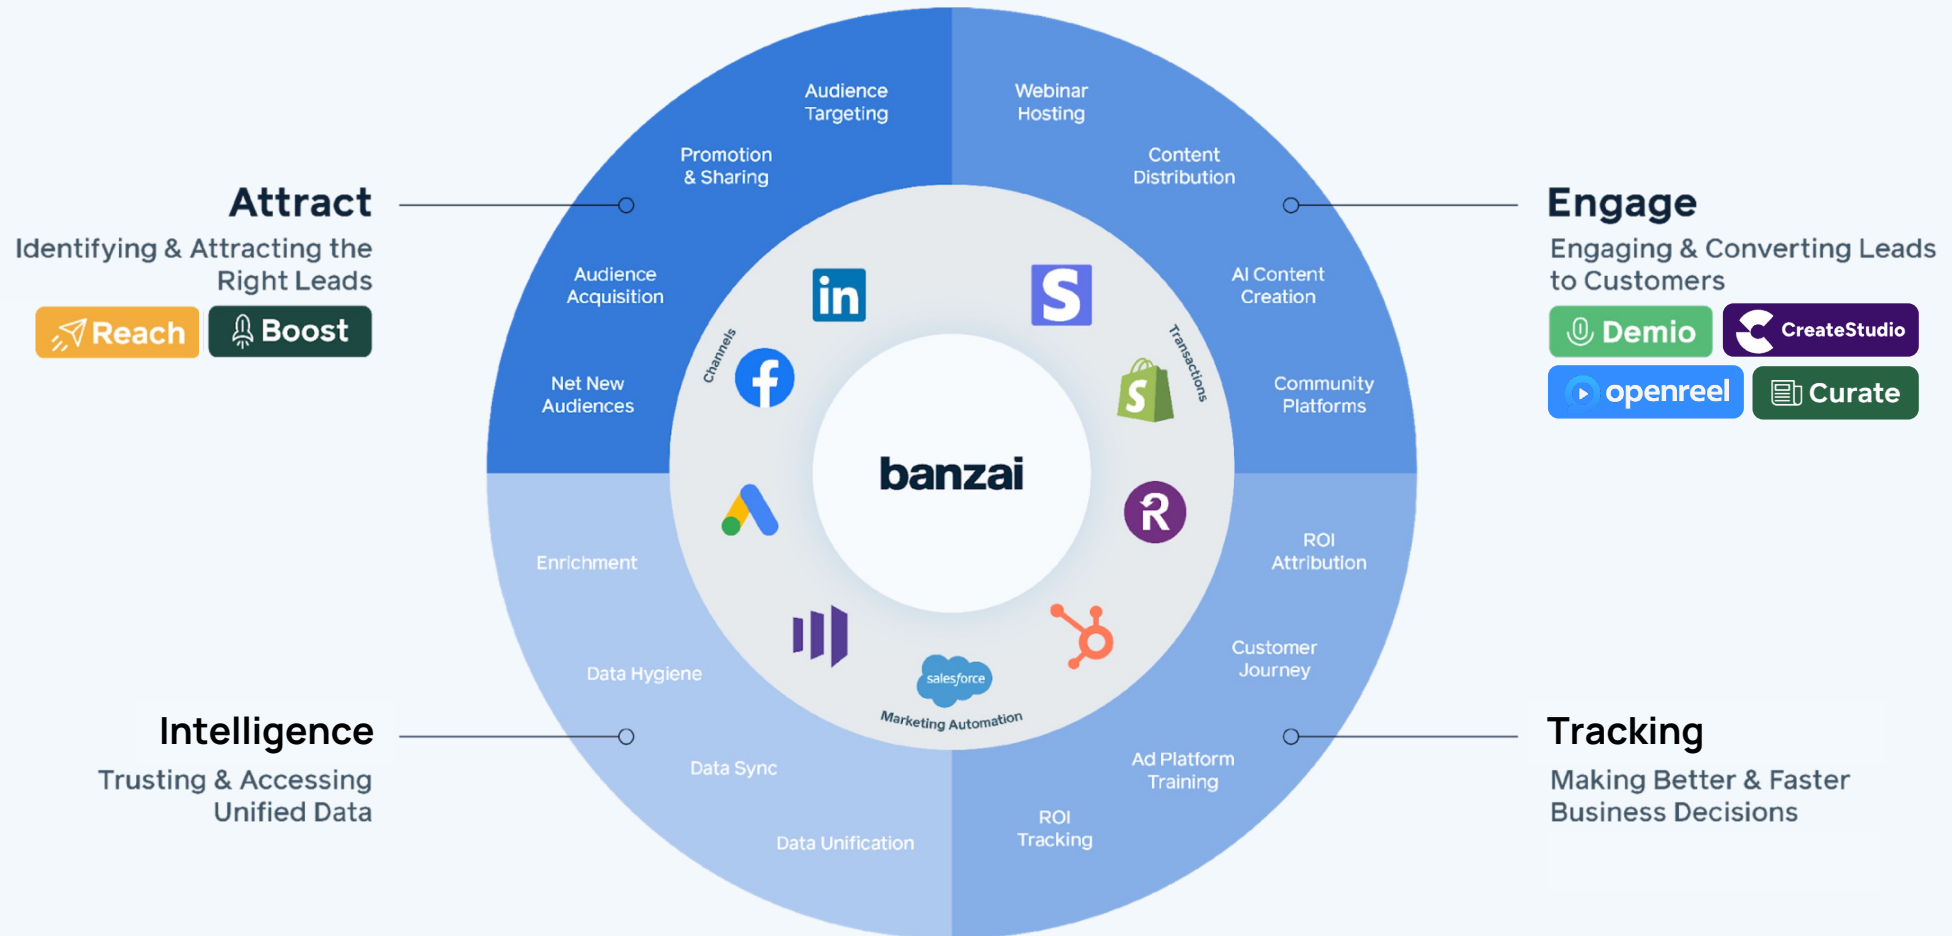 Attract
Identifying & Attracting the
Right Leads
Reach
Boost
Audience
Targeting
Promotion
& Sharing
Audience
Acquisition
Net New
Audiences
Webinar
Hosting
Content
Distribution
AI Content
Creation
Community
Platforms
Engage
Engaging & Converting Leads
to Customers
Demio
CreateStudio
openreel
Curate
Channels
in
f
S
Transactions
S
banzai
R
salesforce
Marketing Automation
Intelligence
Trusting & Accessing
Unified Data
Enrichment
Data Hygiene
Data Sync
Data Unification
ROI
Attribution
Customer
Journey
Ad Platform
Training
ROI
Tracking
Tracking
Making Better & Faster
Business Decisions